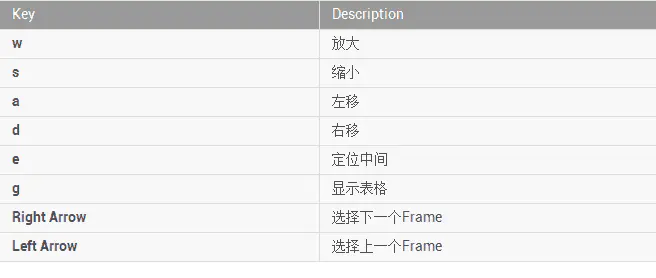 Key Description
w 放大
s 缩小
a 左移
d 右移
e 定位中间
g 显示表格
Right Arrow 选择下一个Frame
Left Arrow 选择上一个Frame